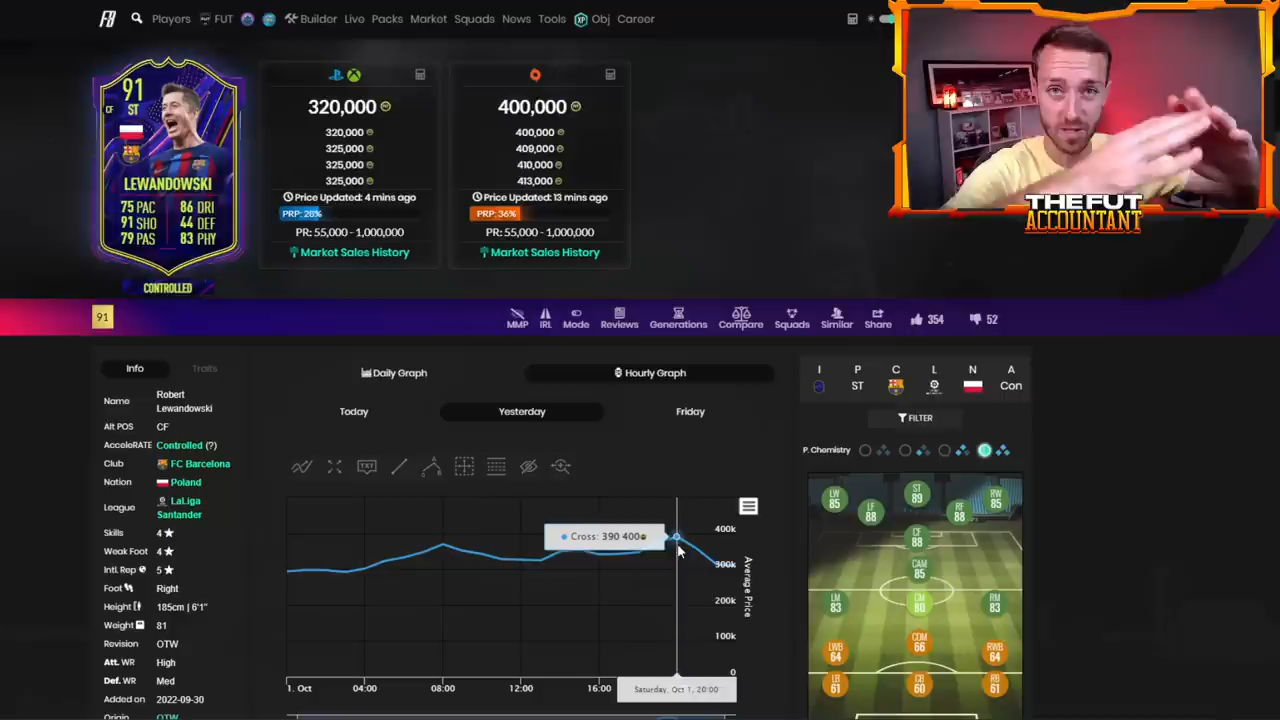 FB Players FUT Builder Live Packs Market Squads News Tools XP Obj Career
91
CF ST
LEWANDOWSKI
75 PAC 86 DRI
91 SHO 44 DEF
79 PAS 83 PHY
CONTROLLED
320,000
320,000
325,000
325,000
325,000
Price Updated: 4 mins ago
PRP: 28%
PR: 55,000 - 1,000,000
Market Sales History
400,000
400,000
409,000
410,000
413,000
Price Updated: 13 mins ago
PRP: 36%
PR: 55,000 - 1,000,000
Market Sales History
THE FUT
ACCOUNTANT
91
MMP IRL Mode Reviews Generations Compare Squads Similar Share 354 52
Info Traits
Name Robert
Lewandowski
Alt POS CF
AcceleRATE Controlled (?)
Club FC Barcelona
Nation Poland
League LaLiga
Santander
Skills 4
Weak Foot 4
Intl.Rep 5
Foot Right
Height 185cm | 6'1"
Weight 81
Revision OTW
Att. WR High
Def. WR Med
Added on 2022-09-30
Origin OTW
Daily Graph Hourly Graph
Today Yesterday Friday
TXT
Cross: 390 400
400k
300k
200k
100k
0
Average Price
1. Oct 04:00 08:00 12:00 16:00
Saturday, Oct 1, 20:00
I P C L N A
ST Con
FILTER
P. Chemistry
LW
85
ST
89
RW
85
LF
88
RF
88
CF
88
CAM
85
LM
83
CM
80
RM
83
CDM
66
LWB
64
RWB
64
LB
61
CB
60
RB
61